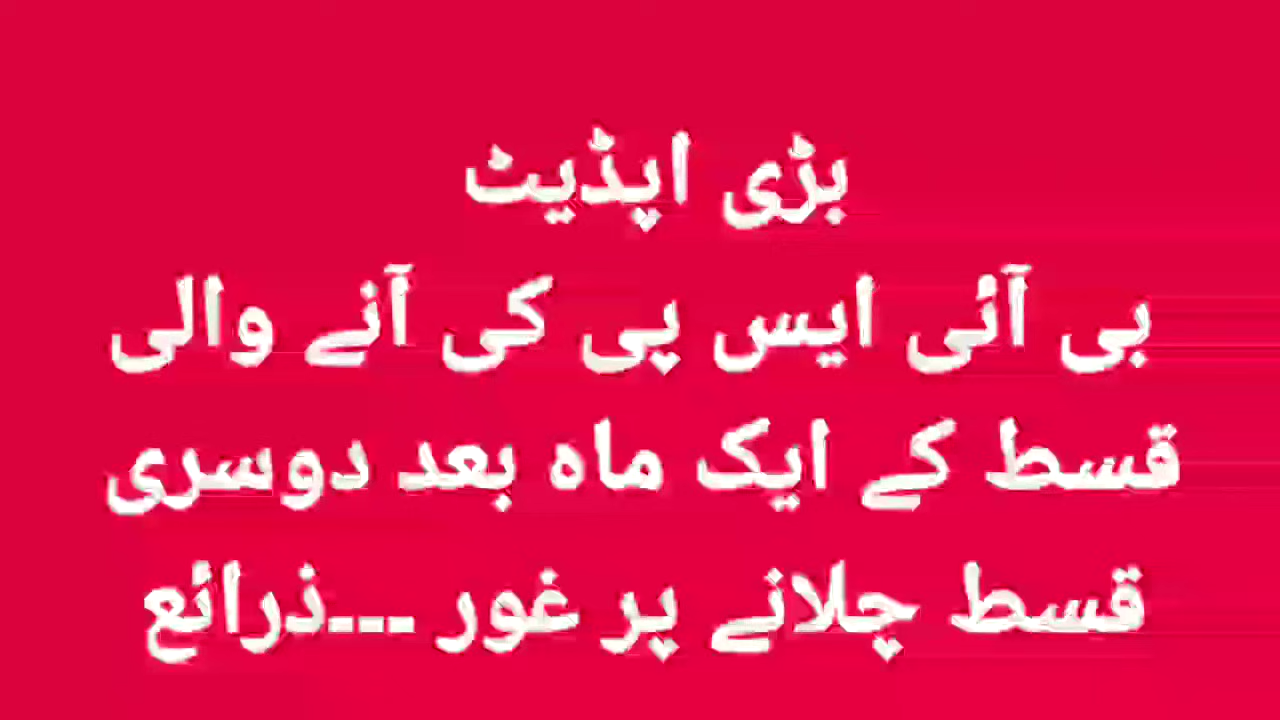 بڑی اپڈیٹ
بی آئی ایس پی کی آنے والی
قسط کے ایک ماہ بعد دوسری
قسط چلانے پر غور ---ذرائع